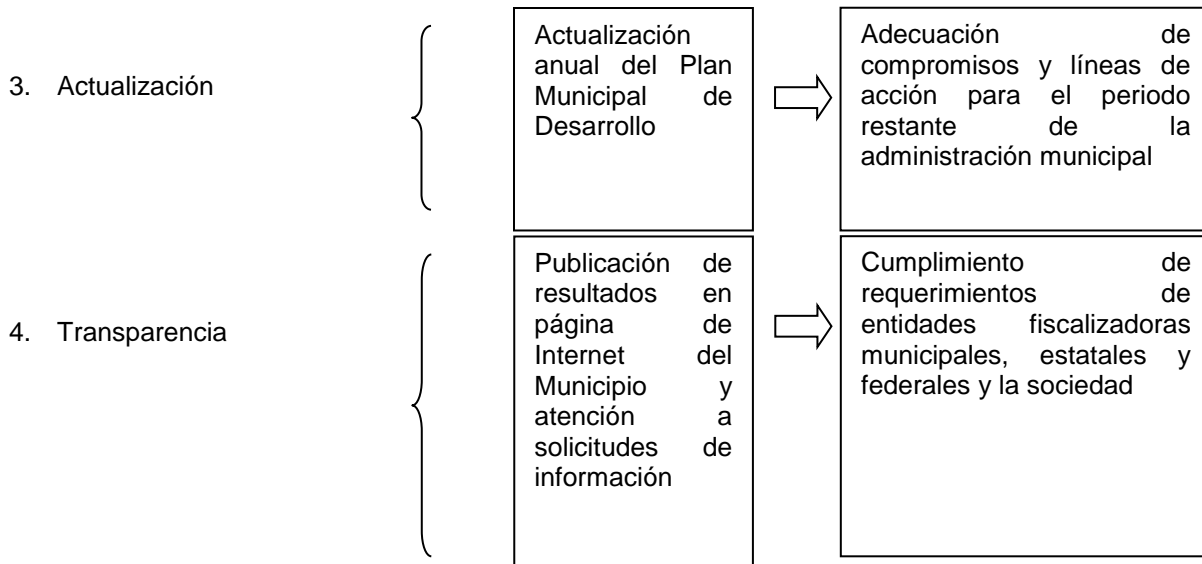 3. Actualización
Actualización
anual del Plan
Municipal de
Desarrollo
Adecuación de
compromisos y líneas de
acción para el periodo
restante de la
administración municipal
4. Transparencia
Publicación de
resultados en
página de
Internet del
Municipio y
atención a
solicitudes de
información
Cumplimiento de
requerimientos de
entidades fiscalizadoras
municipales, estatales y
federales y la sociedad